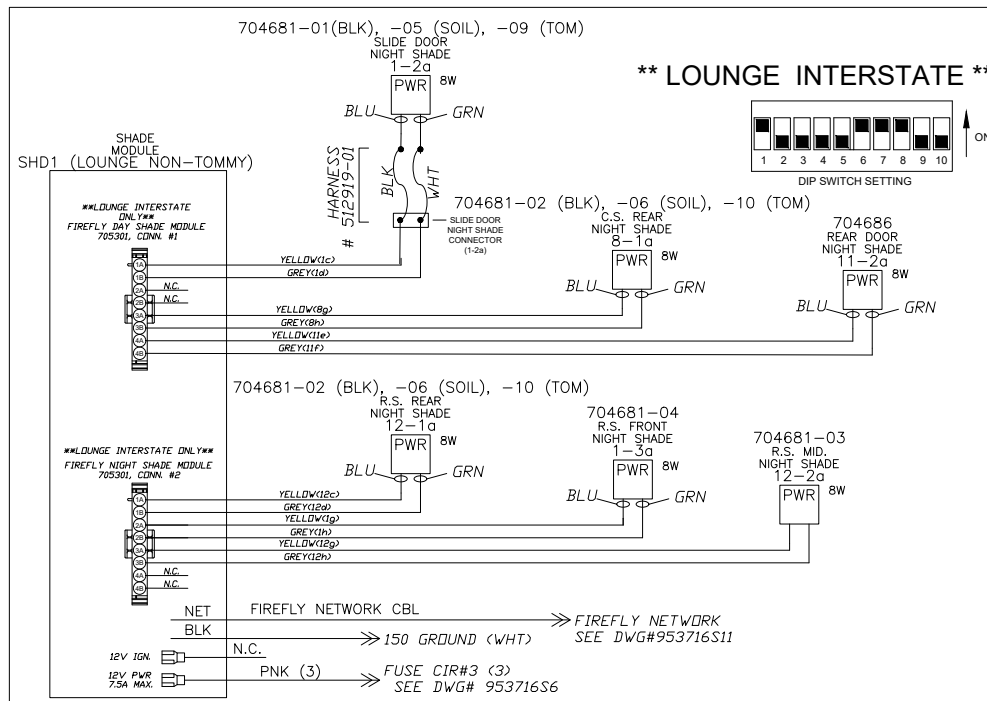 704681-01(BLK), -05 (SOIL), -09 (TOM)
SLIDE DOOR
NIGHT SHADE
1-2a
PWR
8W
BLU
GRN
** LOUNGE INTERSTATE **
ON
1 2 3 4 5 6 7 8 9 10
DIP SWITCH SETTING
SHADE
MODULE
SHD1 (LOUNGE NON-TOMMY)
HARNESS
# 512919-01
BLK
WHT
SLIDE DOOR
NIGHT SHADE
CONNECTOR
(1-2a)
704681-02 (BLK), -06 (SOIL), -10 (TOM)
C.S. REAR
NIGHT SHADE
8-1a
PWR
8W
BLU
GRN
704686
REAR DOOR
NIGHT SHADE
11-2a
PWR
8W
BLU
GRN
**LOUNGE INTERSTATE
ONLY**
FIREFLY DAY SHADE MODULE
705301, CONN. #1
1A YELLOW(1c)
1B GREY(1d)
2A N.C.
2B N.C.
3A YELLOW(8g)
3B GREY(8h)
4A YELLOW(11e)
4B GREY(11f)
704681-02 (BLK), -06 (SOIL), -10 (TOM)
R.S. REAR
NIGHT SHADE
12-1a
PWR
8W
BLU
GRN
704681-04
R.S. FRONT
NIGHT SHADE
1-3a
PWR
8W
BLU
GRN
704681-03
R.S. MID.
NIGHT SHADE
12-2a
PWR
8W
**LOUNGE INTERSTATE ONLY**
FIREFLY NIGHT SHADE MODULE
705301, CONN. #2
1A YELLOW(12c)
1B GREY(12d)
2A YELLOW(1g)
2B GREY(1h)
3A YELLOW(12g)
3B GREY(12h)
4A N.C.
4B N.C.
NET FIREFLY NETWORK CBL
FIREFLY NETWORK
SEE DWG#953716S11
BLK
150 GROUND (WHT)
12V IGN.
N.C.
12V PWR
7.5A MAX.
PNK (3)
FUSE CIR#3 (3)
SEE DWG# 953716S6